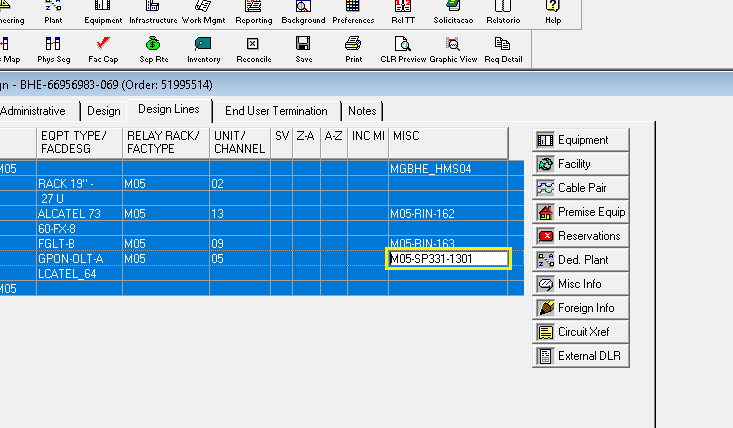 Plant Equipment Infrastructure Work Mgmt Reporting Background Preferences Rel TT Solicitacao Relatorio Help
Map Phys Seg Fac Cap Sep Rte Inventory Reconcile Save Print CLR Preview Graphic View Req Detail
- BHE-66956983-069 (Order: 51995514)
Administrative Design Design Lines End User Termination Notes
EQPT TYPE/ RELAY RACK/ UNIT/ SV Z-A A-Z INC MI MISC
FACDESG FACTYPE CHANNEL
M05 MGBHE_HMS04
RACK 19" - M05 02
27 U
ALCATEL 73 M05 13 M05-RIN-162
60-FX-8
FGLT-B M05 09 M05-RIN-163
GPON-OLT-A M05 05 M05-SP331-1301
LCATEL_64
M05
Equipment
Facility
Cable Pair
Premise Equip
Reservations
Ded. Plant
Misc Info
Foreign Info
Circuit Xref
External DLR